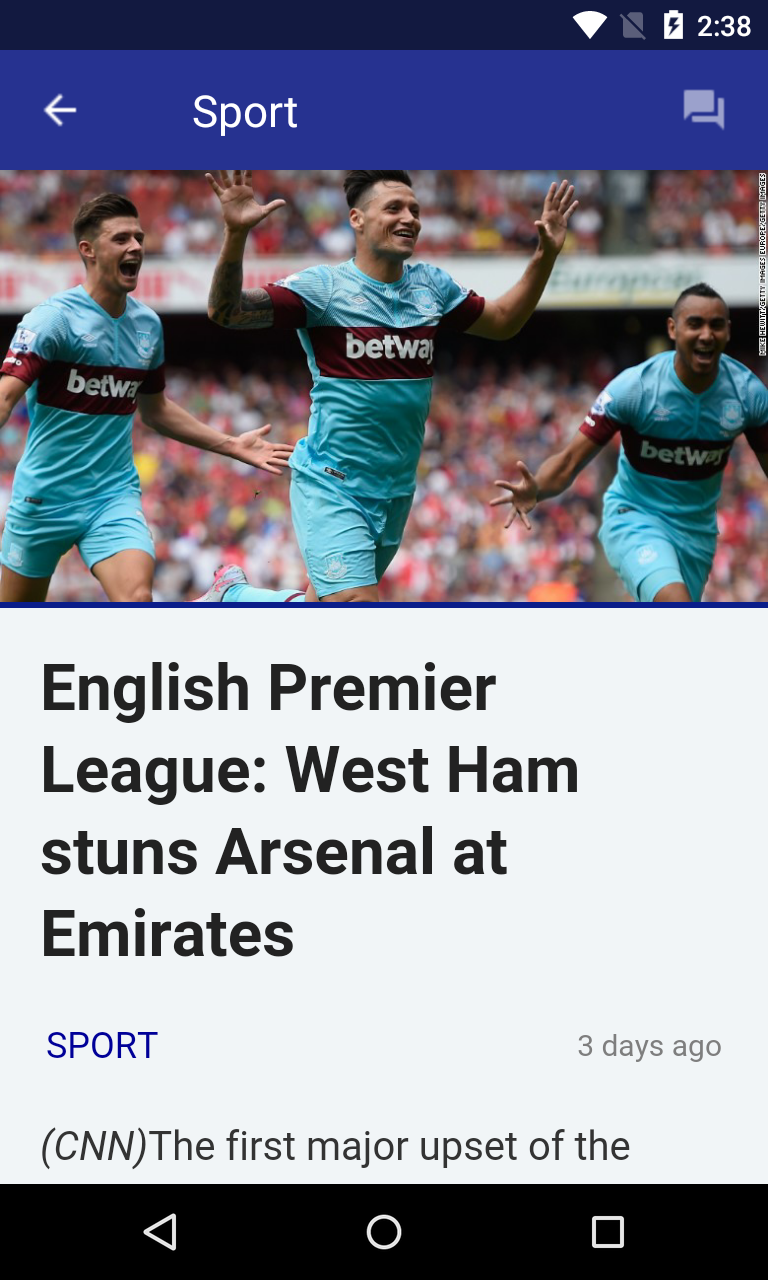 2:38
Sport
MIKE HEWITT/GETTY IMAGES EUROPE/GETTY IMAGES
betway
betway
betway
English Premier
League: West Ham
stuns Arsenal at
Emirates
SPORT
3 days ago
(CNN)The first major upset of the